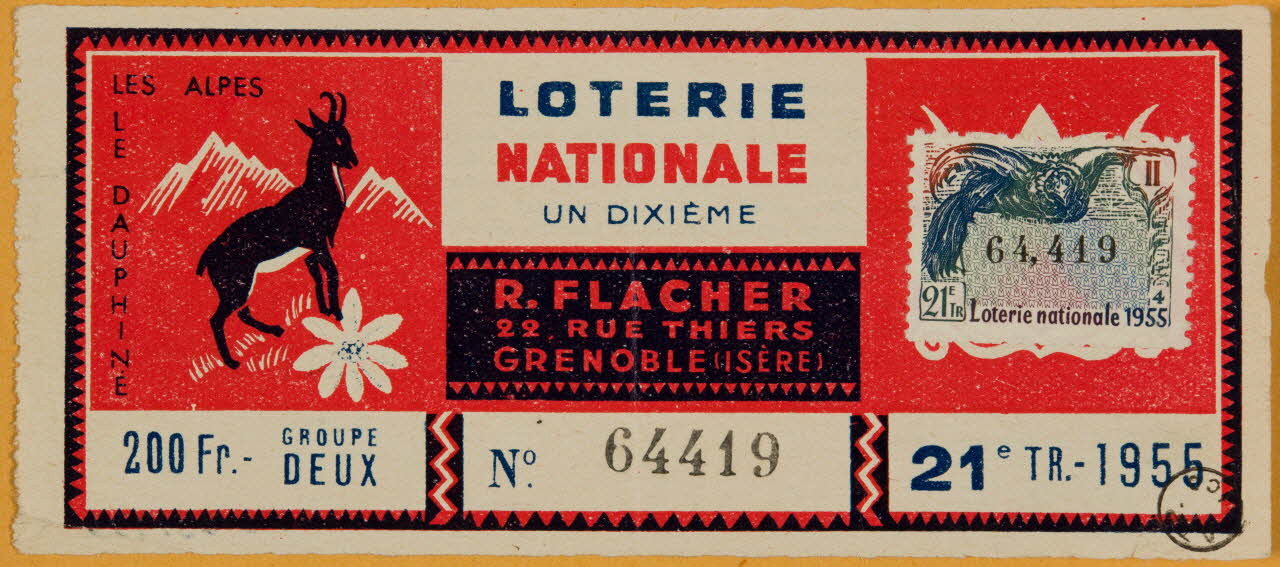 LES ALPES
LE DAUPHINE
LOTERIE
NATIONALE
UN DIXIÈME
R. FLACHER
22, RUE THIERS
GRENOBLE (ISÈRE)
II
64,419
21E TR
4
Loterie nationale 1955
200 Fr.-
GROUPE
DEUX
No. 64419
21e TR.-1955